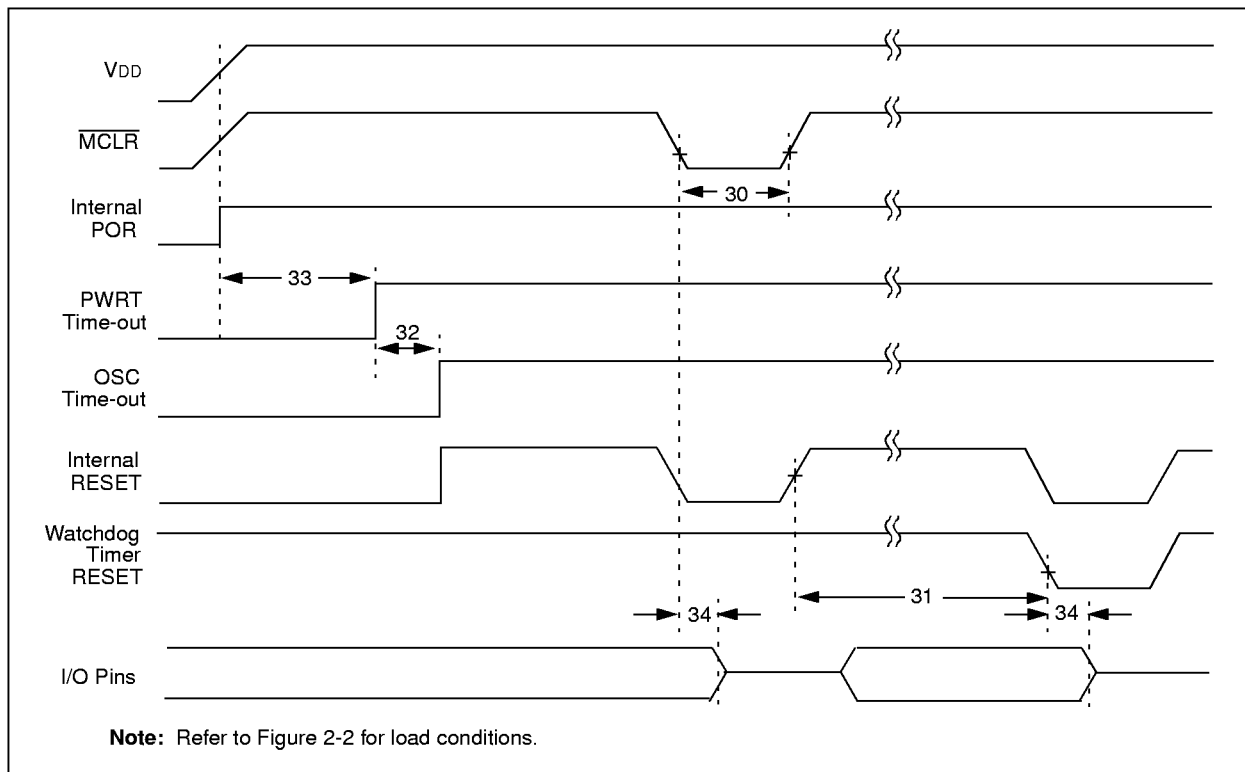 VDD
MCLR
30
Internal
POR
33
PWRT
Time-out
32
OSC
Time-out
Internal
RESET
Watchdog
Timer
RESET
31
34
34
I/O Pins
Note: Refer to Figure 2-2 for load conditions.